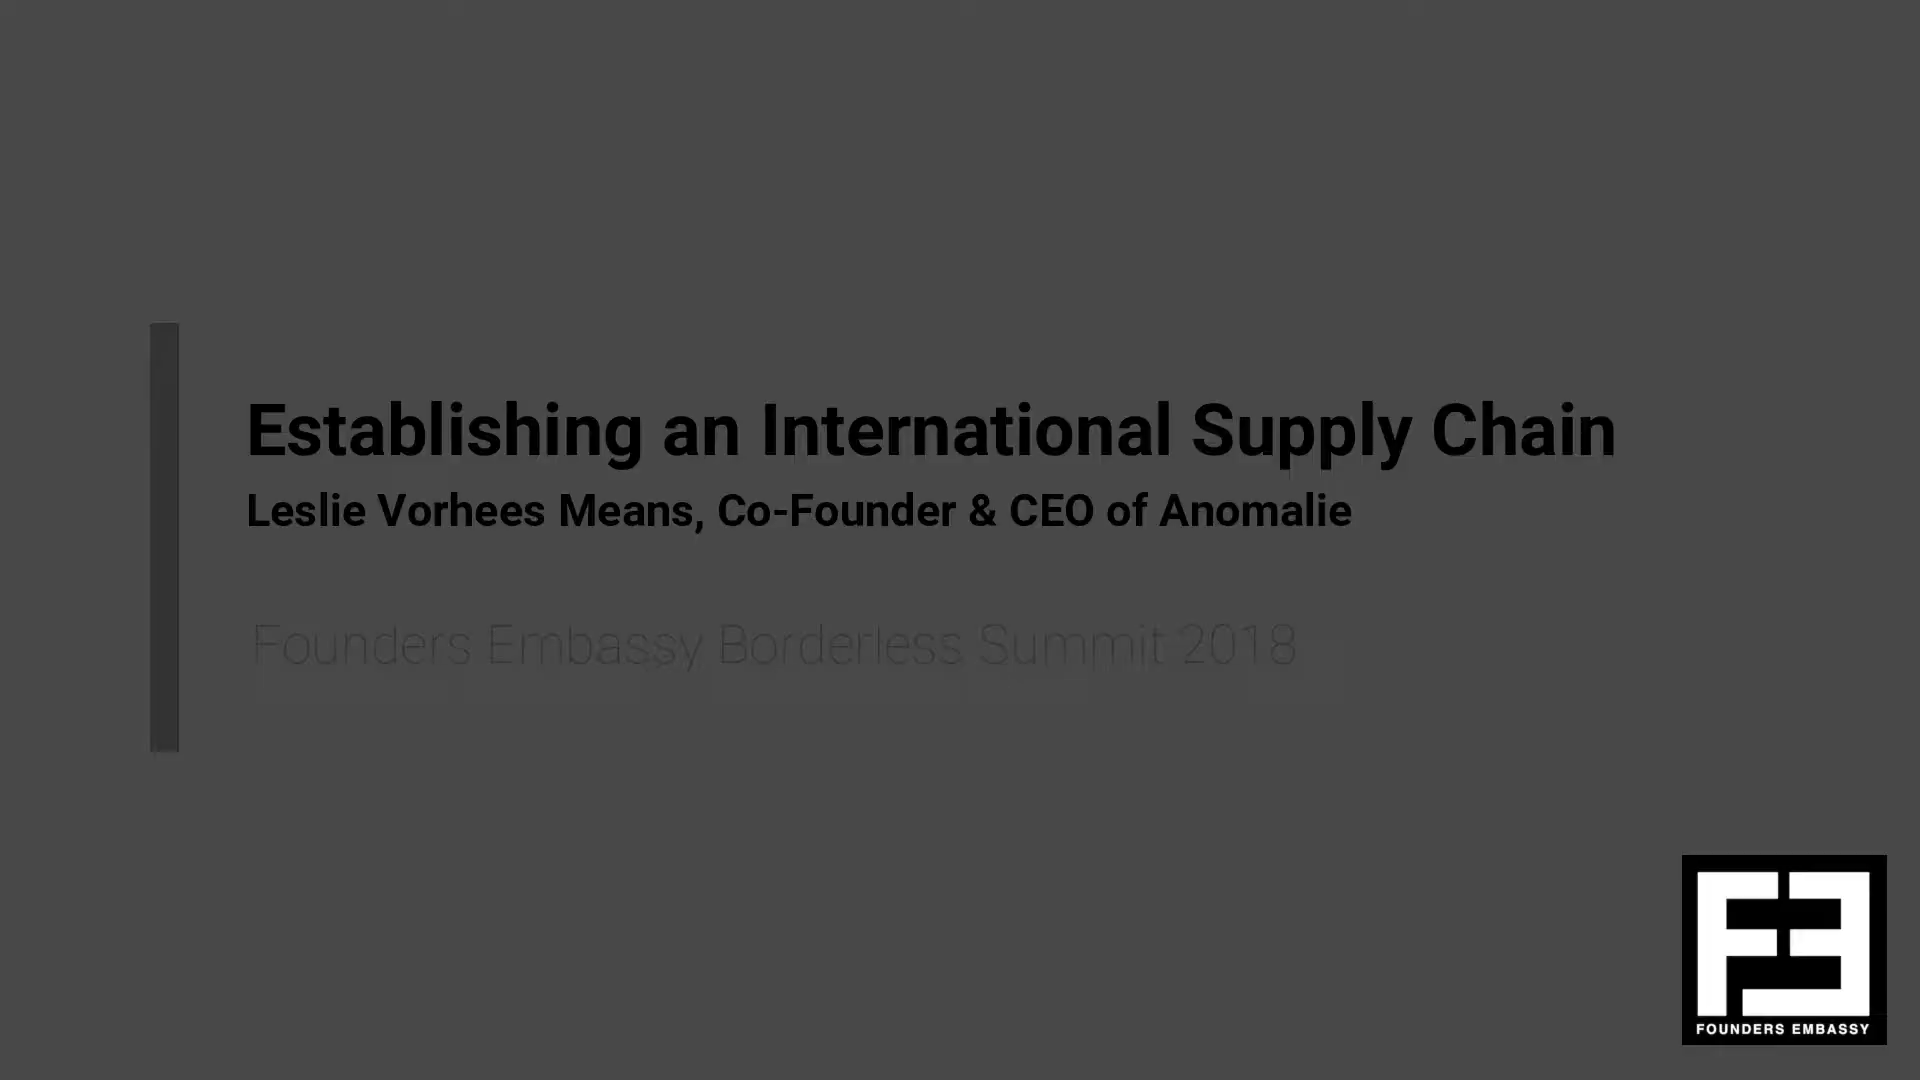 Establishing an International Supply Chain
Leslie Vorhees Means, Co-Founder & CEO of Anomalie
Founders Embassy Borderless Summit 2018
FE
FOUNDERS EMBASSY